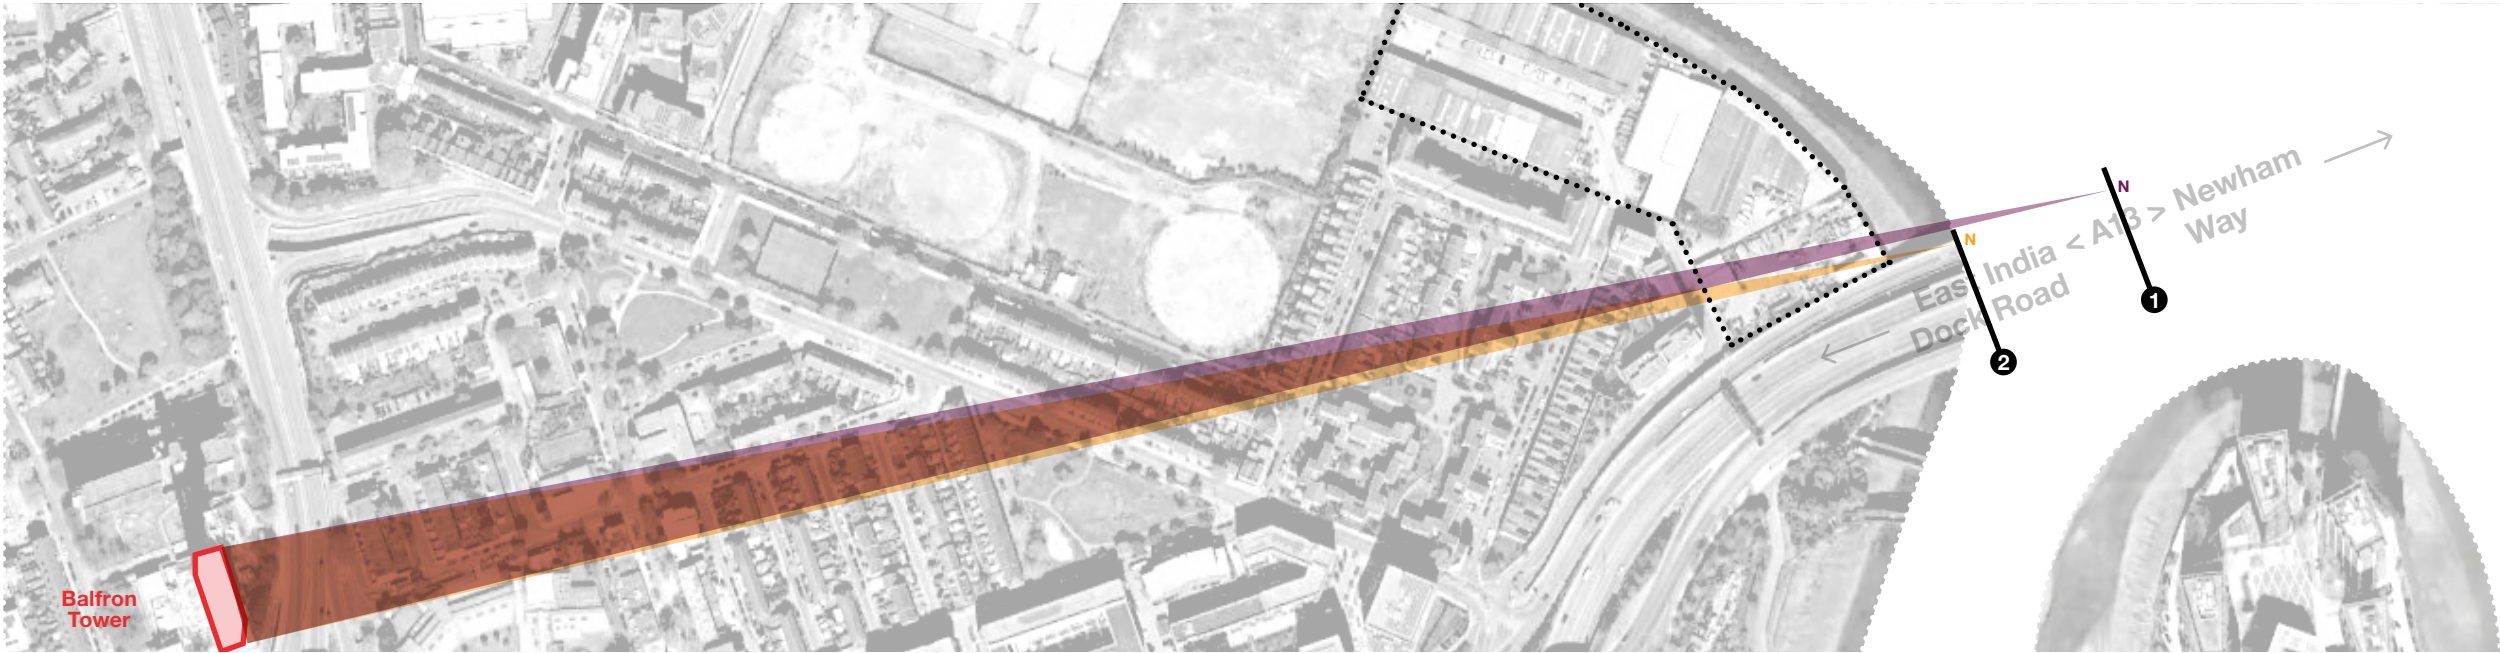 N
N
East India < A13 > Newham
Dock Road
Way
1
2
Balfron
Tower